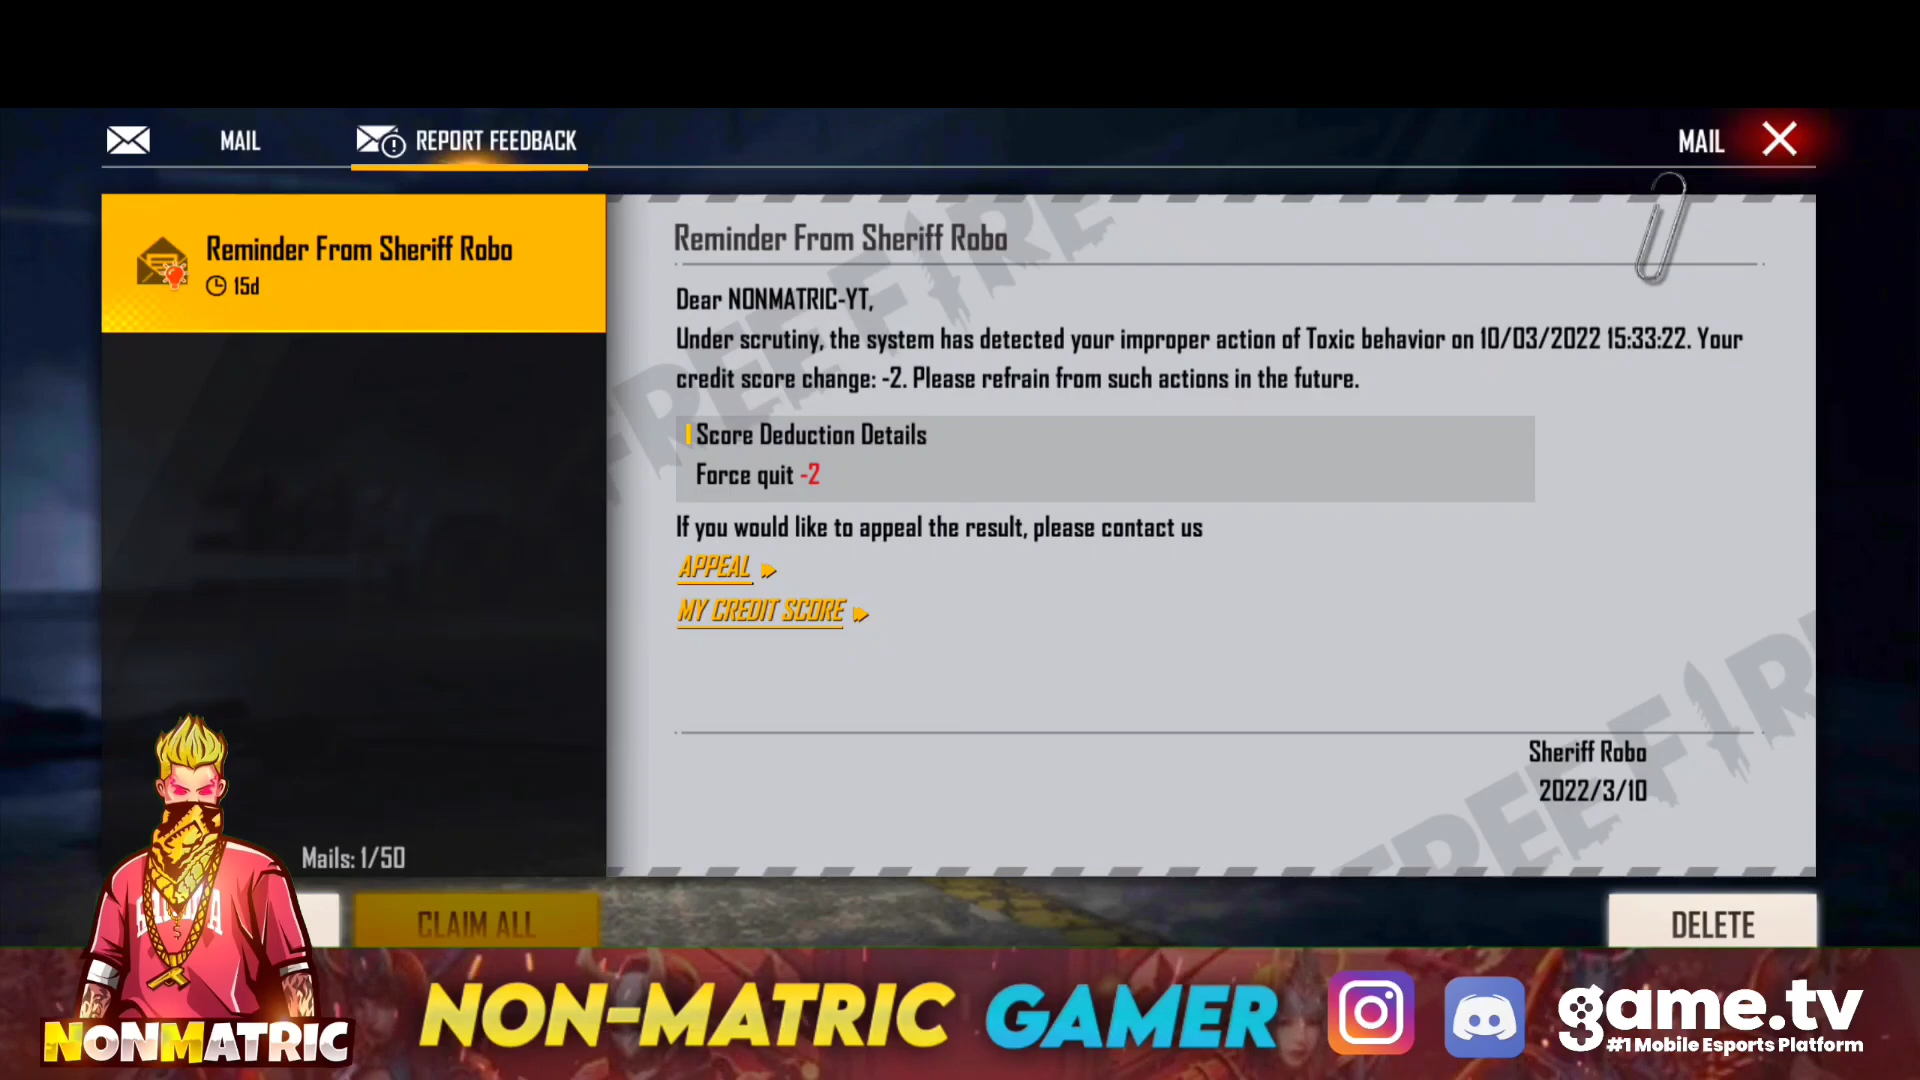 MAIL
REPORT FEEDBACK
MAIL
Reminder From Sheriff Robo
15d
Reminder From Sheriff Robo
Dear NONMATRIC-YT,
Under scrutiny, the system has detected your improper action of Toxic behavior on 10/03/2022 15:33:22. Your
credit score change: -2. Please refrain from such actions in the future.
Score Deduction Details
Force quit -2
If you would like to appeal the result, please contact us
APPEAL
MY CREDIT SCORE
Sheriff Robo
2022/3/10
FREE FIRE
FREE FIR
Mails: 1/50
CLAIM ALL
DELETE
NONMATRIC
NON-MATRIC GAMER
game.tv
#1 Mobile Esports Platform